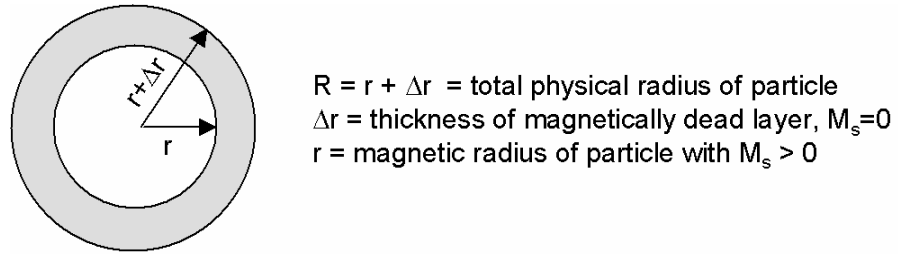 r+Δr
r
R = r + Δr = total physical radius of particle
Δr = thickness of magnetically dead layer, Mₛ=0
r = magnetic radius of particle with Mₛ > 0